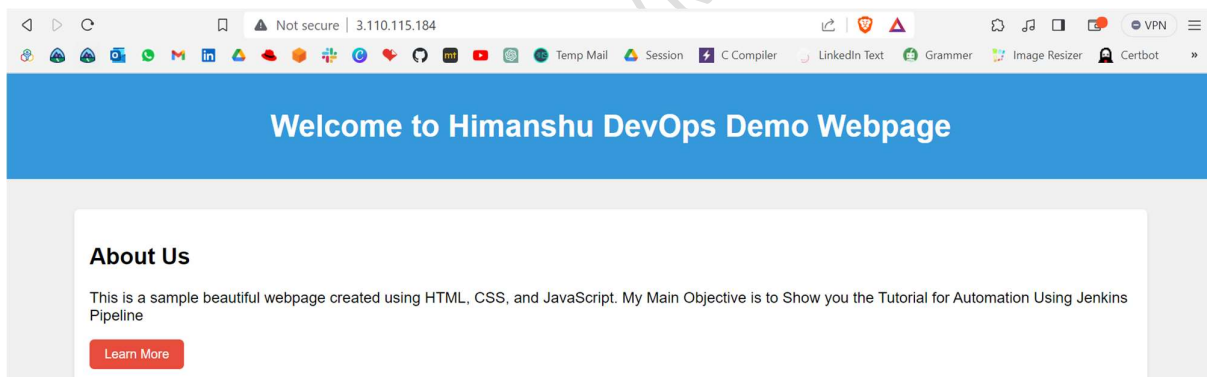 Not secure 3.110.115.184 VPN
mt Temp Mail Session C Compiler LinkedIn Text Grammer Image Resizer Certbot »
Welcome to Himanshu DevOps Demo Webpage
About Us
This is a sample beautiful webpage created using HTML, CSS, and JavaScript. My Main Objective is to Show you the Tutorial for Automation Using Jenkins
Pipeline
Learn More